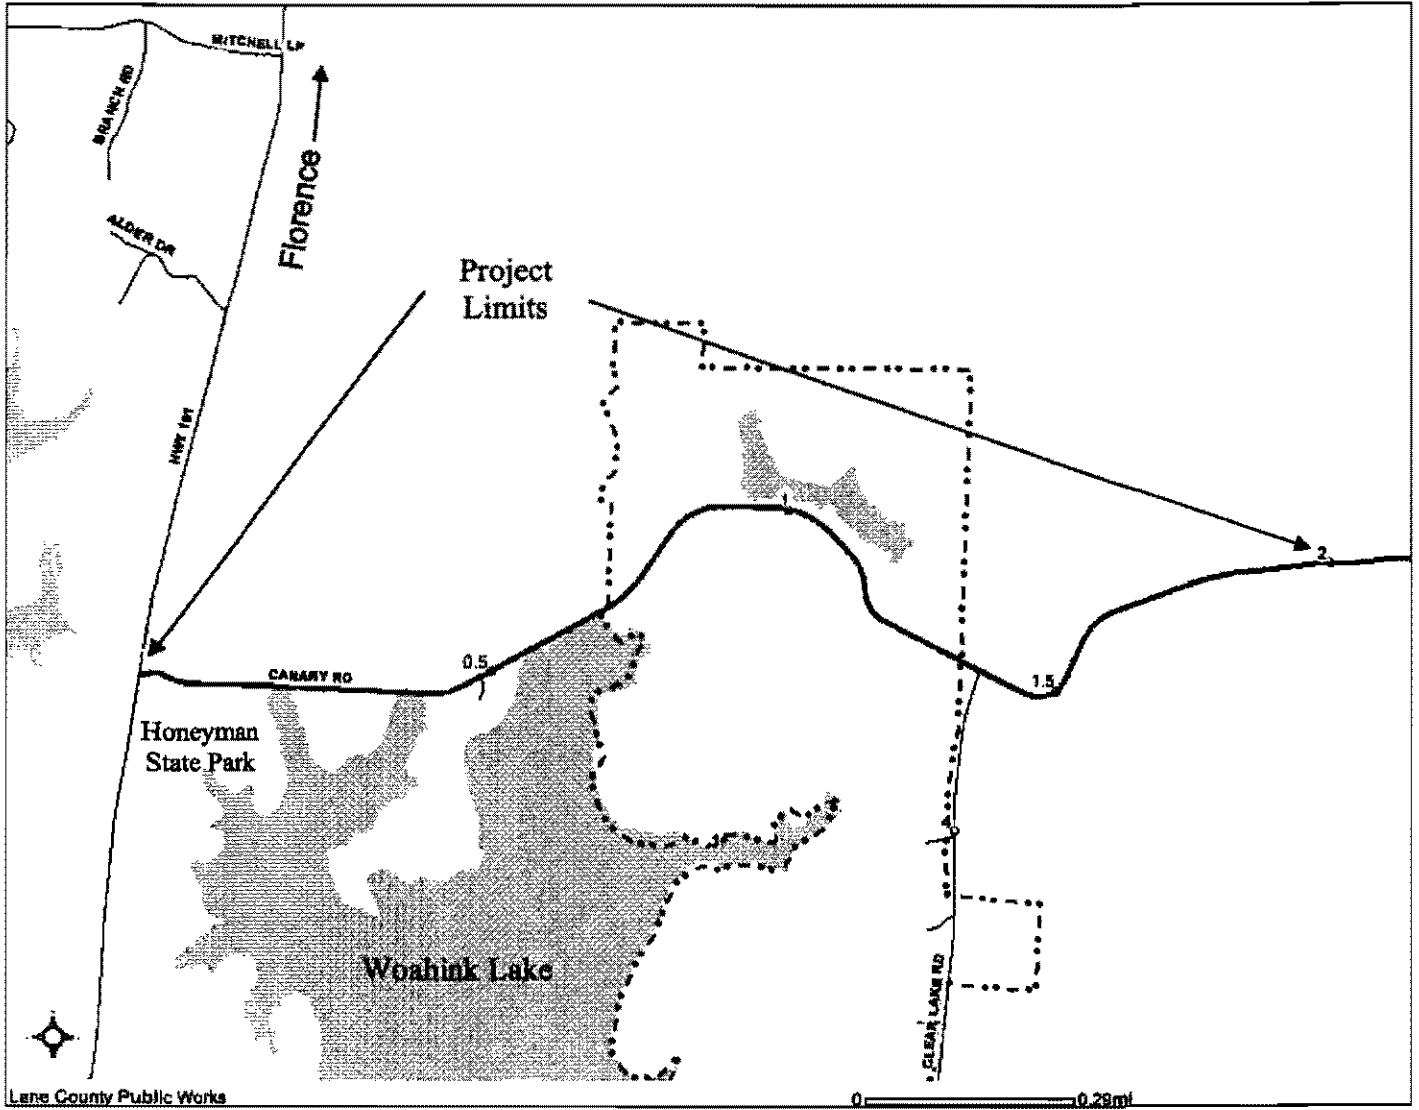 MITCHELL LP
BRANCH RD
Florence
ALDER DR
Project
Limits
HWY 101
1
2
0.5
CANARY RD
1.5
Honeyman
State Park
Woahink Lake
CLEAR LAKE RD
Lane County Public Works
0
0.29mi